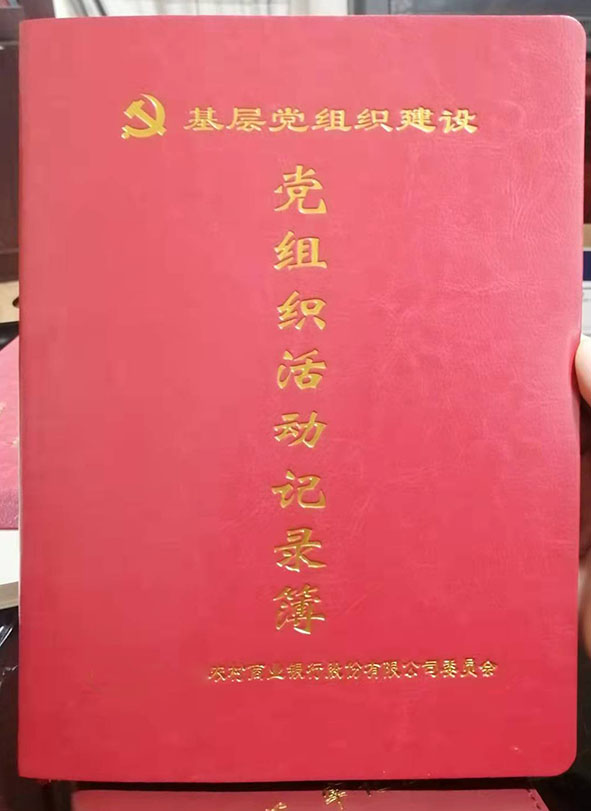 基层党组织建设
党组织活动记录簿
农村商业银行股份有限公司委员会